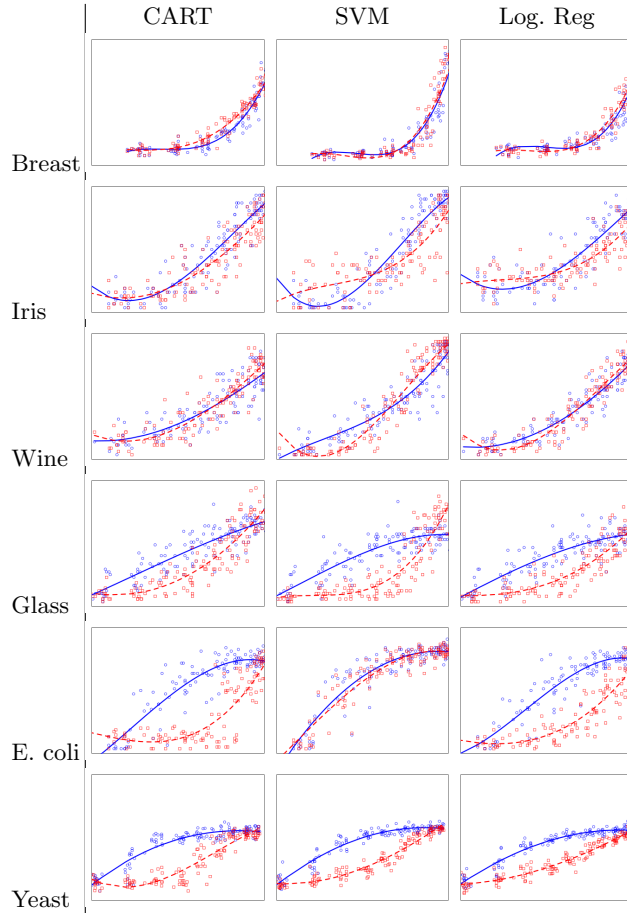 CART SVM Log. Reg
Breast
Iris
Wine
Glass
E. coli
Yeast